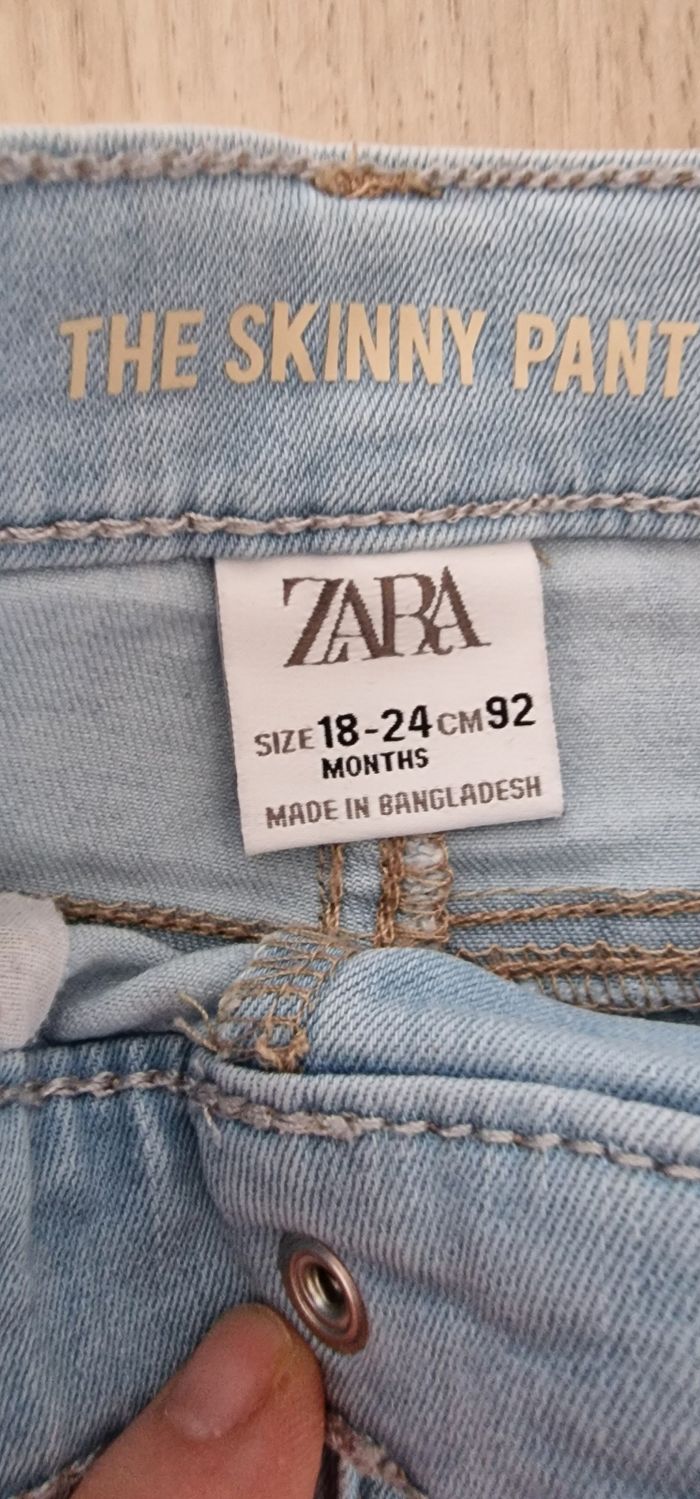 THE SKINNY PANT
ZARA
SIZE 18-24 CM 92
MONTHS
MADE IN BANGLADESH